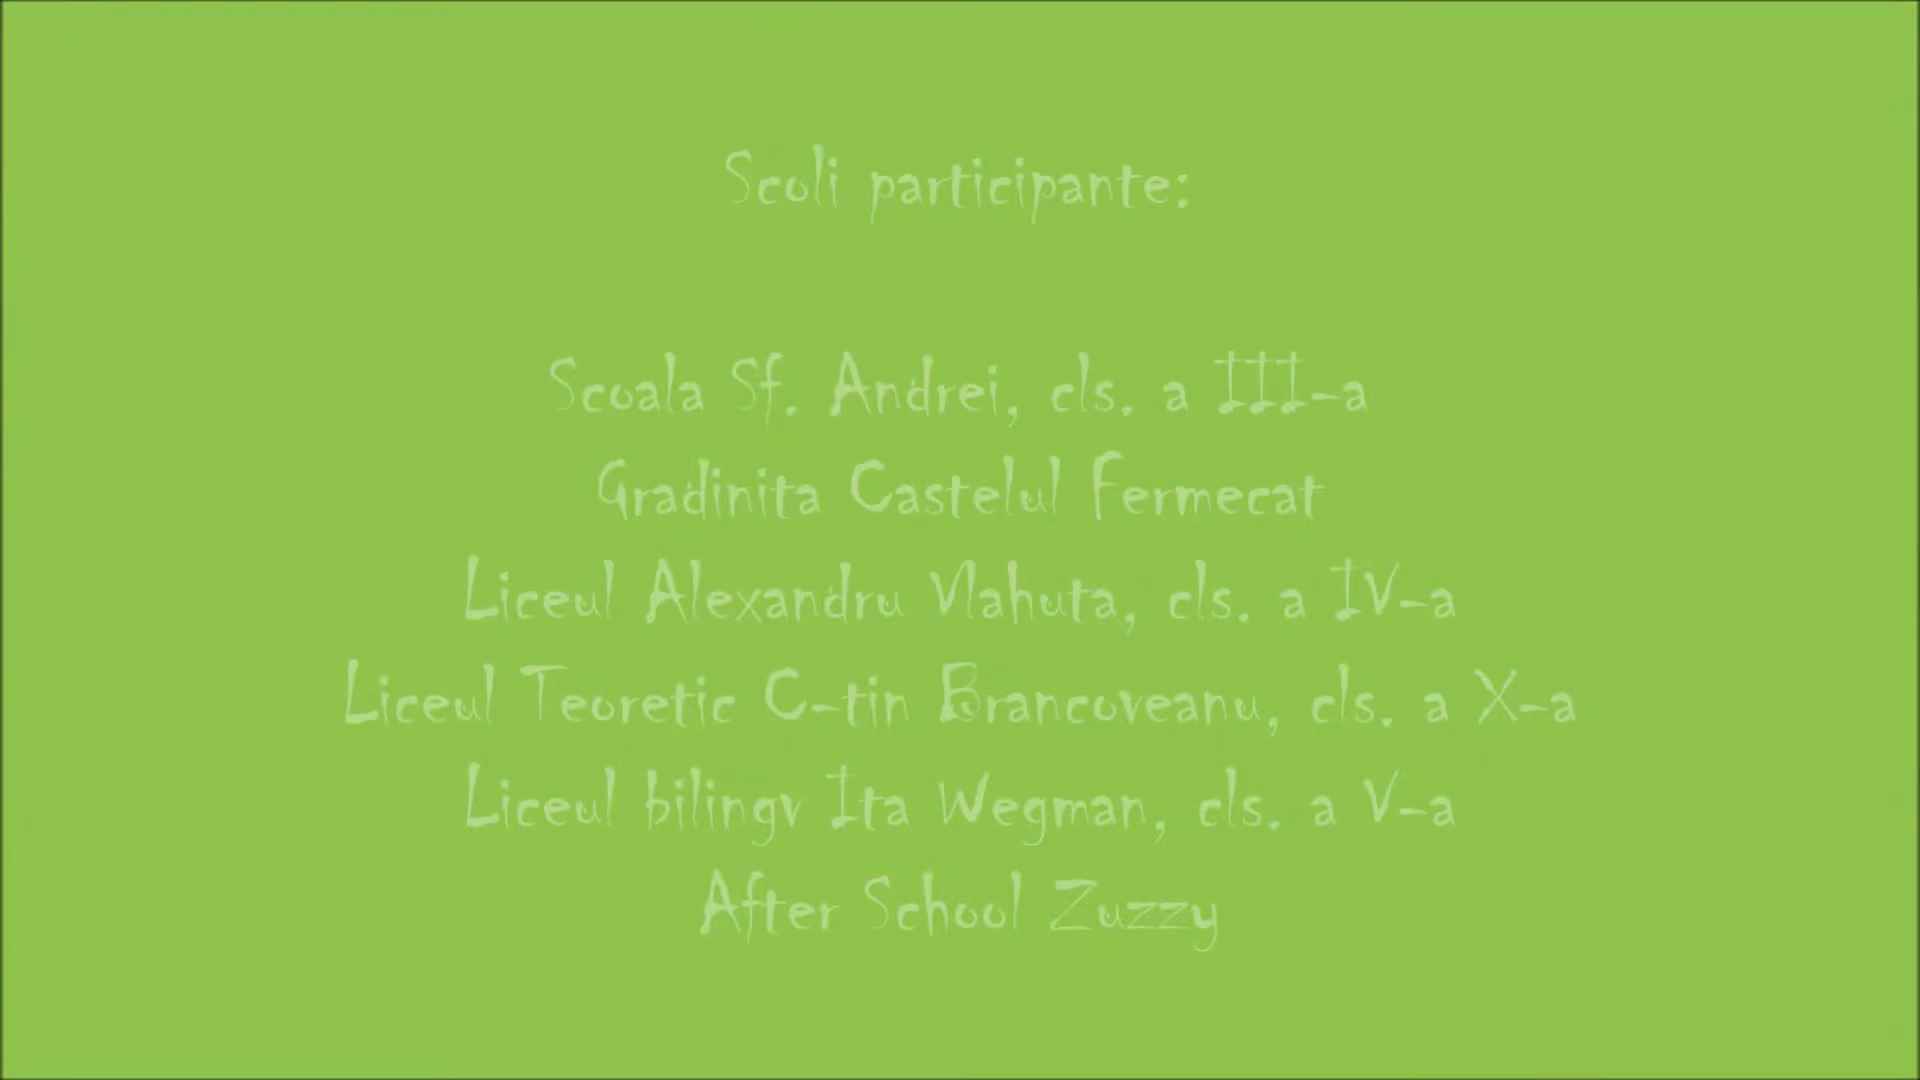 Scoli participante:
Scoala Sf. Andrei, cls. a III-a
Gradinita Castelul Fermecat
Liceul Alexandru Vlahuta, cls. a IV-a
Liceul Teoretic C-tin Brancoveanu, cls. a X-a
Liceul bilingv Ita Wegman, cls. a V-a
After School Zuzzy